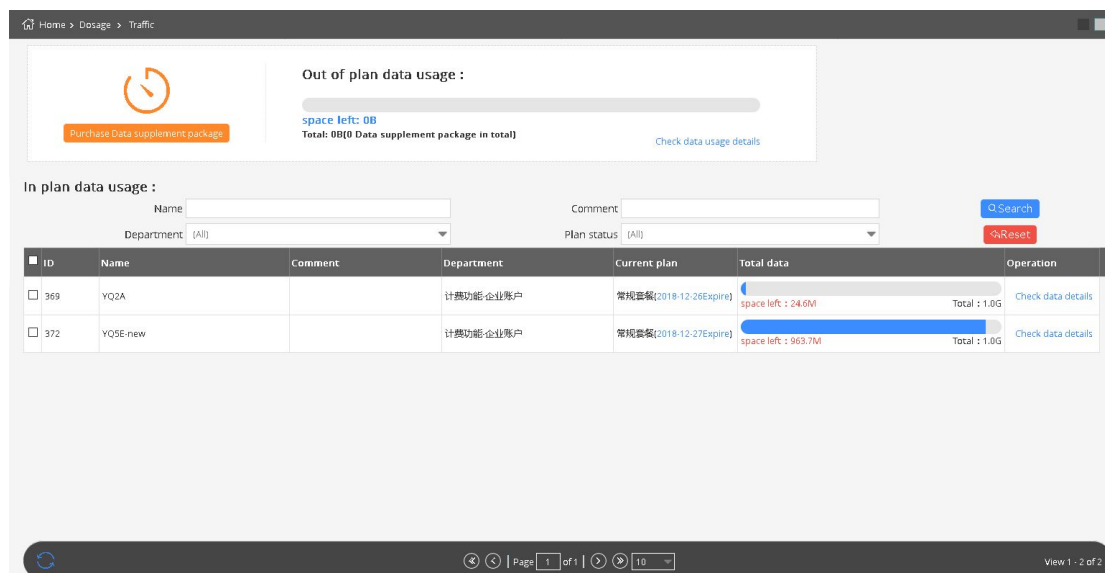 Home > Dosage > Traffic
Out of plan data usage :
Purchase Data supplement package
space left: 0B
Total: 0B(0 Data supplement package in total)
Check data usage details
In plan data usage :
Name
Comment
Search
Department (All)
Plan status (All)
Reset
ID Name Comment Department Current plan Total data Operation
369 YQ2A 计费功能-企业账户 常规套餐(2018-12-26Expire) space left : 24.6M Total : 1.0G Check data details
372 YQ5E-new 计费功能-企业账户 常规套餐(2018-12-27Expire) space left : 963.7M Total : 1.0G Check data details
Page 1 of 1 10 View 1 - 2 of 2